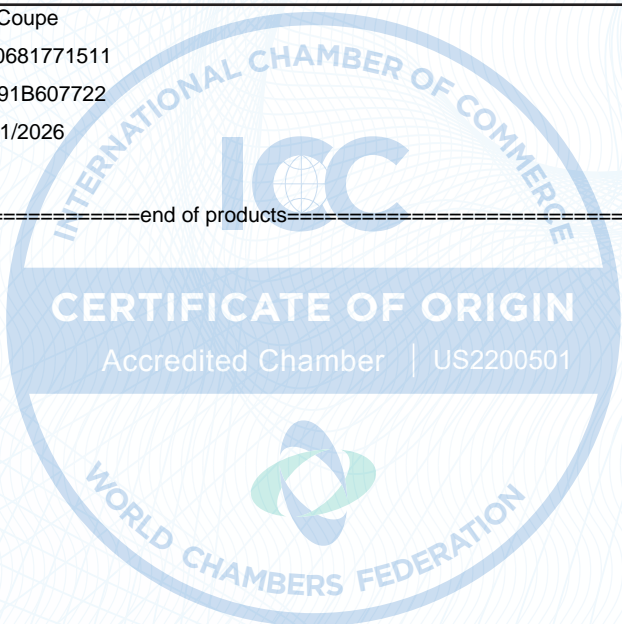 Coupe
0681771511
91B607722
1/2026
===========end of products===========================
INTERNATIONAL CHAMBER OF COMMERCE
ICC
CERTIFICATE OF ORIGIN
Accredited Chamber | US2200501
WORLD CHAMBERS FEDERATION